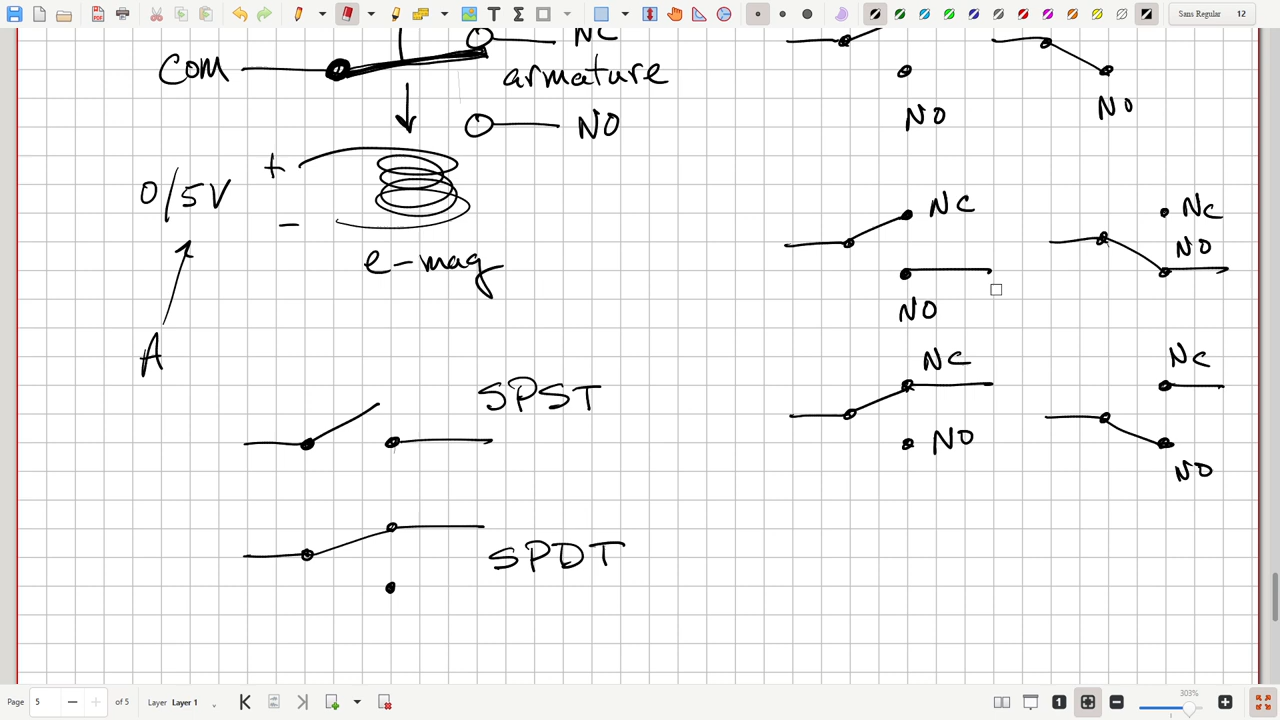 Sans Regular 12
NC
COM
armature
NO
NO
NO
+
0/5V
-
e-mag
A
NC
NC
NO
NO
NC
NC
NO
NO
SPST
SPDT
Page 5 of 5 Layer Layer 1
303%